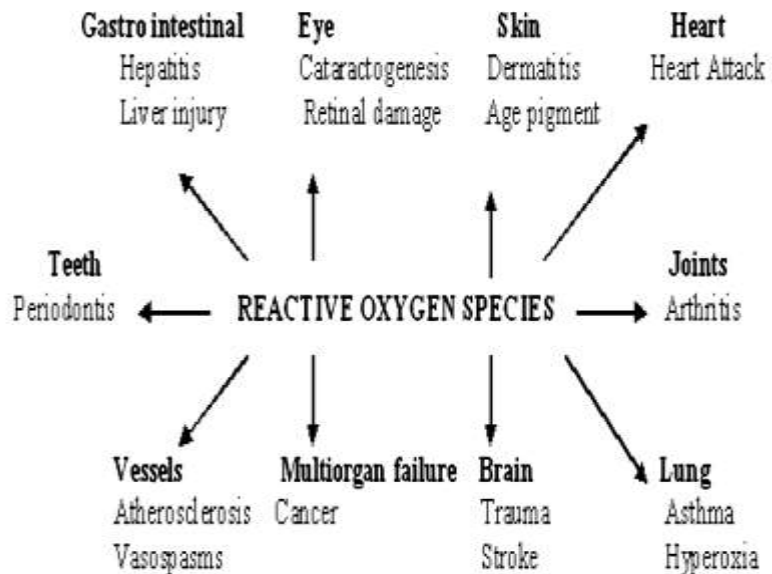 Gastro intestinal
Hepatitis
Liver injury
Eye
Cataractogenesis
Retinal damage
Skin
Dermatitis
Age pigment
Heart
Heart Attack
Teeth
Periodontis
REACTIVE OXYGEN SPECIES
Joints
Arthritis
Vessels
Atherosclerosis
Vasospasms
Multiorgan failure
Cancer
Brain
Trauma
Stroke
Lung
Asthma
Hyperoxia